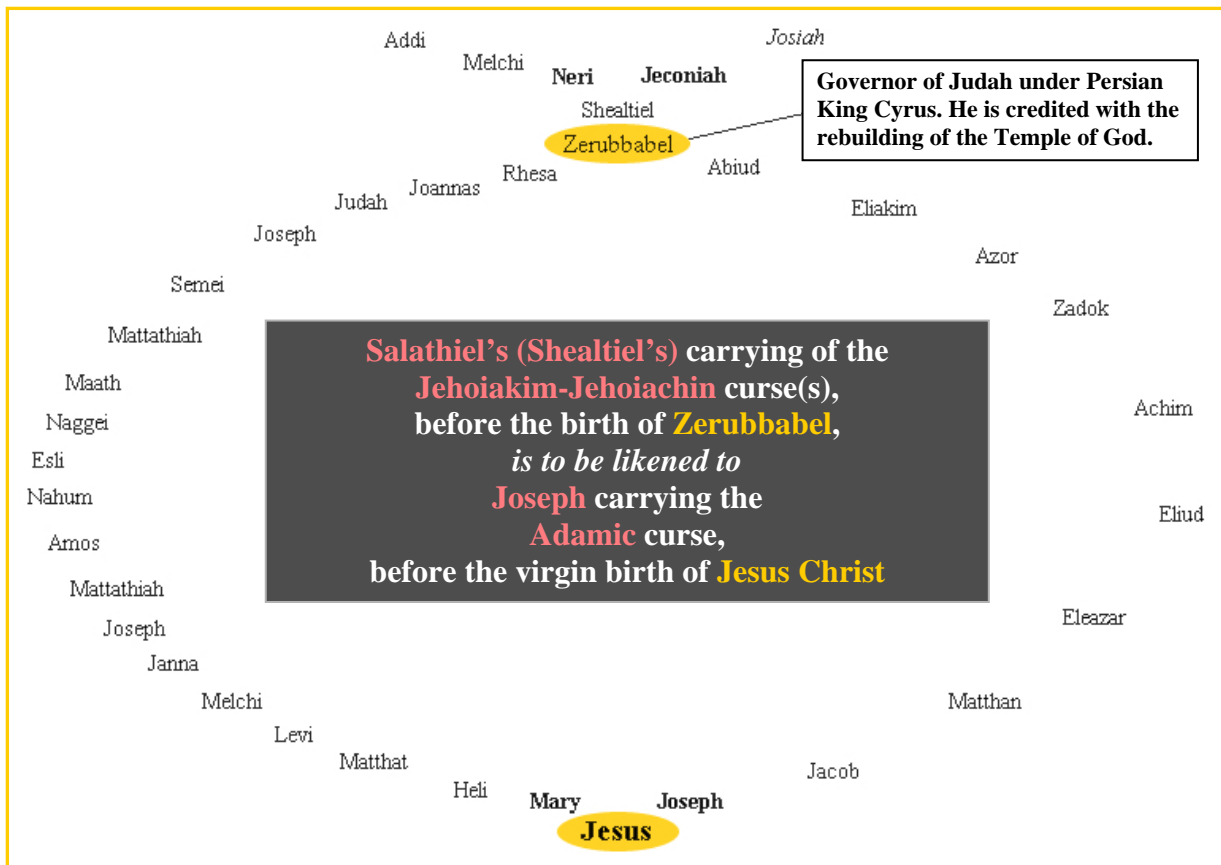 Addi
Josiah
Melchi
Neri
Jeconiah
Governor of Judah under Persian
King Cyrus. He is credited with the
rebuilding of the Temple of God.
Shealtiel
Zerubbabel
Rhesa
Abiud
Joannas
Judah
Eliakim
Joseph
Azor
Semei
Zadok
Mattathiah
Salathiel’s (Shealtiel’s) carrying of the
Jehoiakim-Jehoiachin curse(s),
before the birth of Zerubbabel,
is to be likened to
Joseph carrying the
Adamic curse,
before the virgin birth of Jesus Christ
Maath
Achim
Naggei
Esli
Nahum
Eliud
Amos
Mattathiah
Eleazar
Joseph
Janna
Melchi
Matthan
Levi
Matthat
Jacob
Heli
Mary
Joseph
Jesus